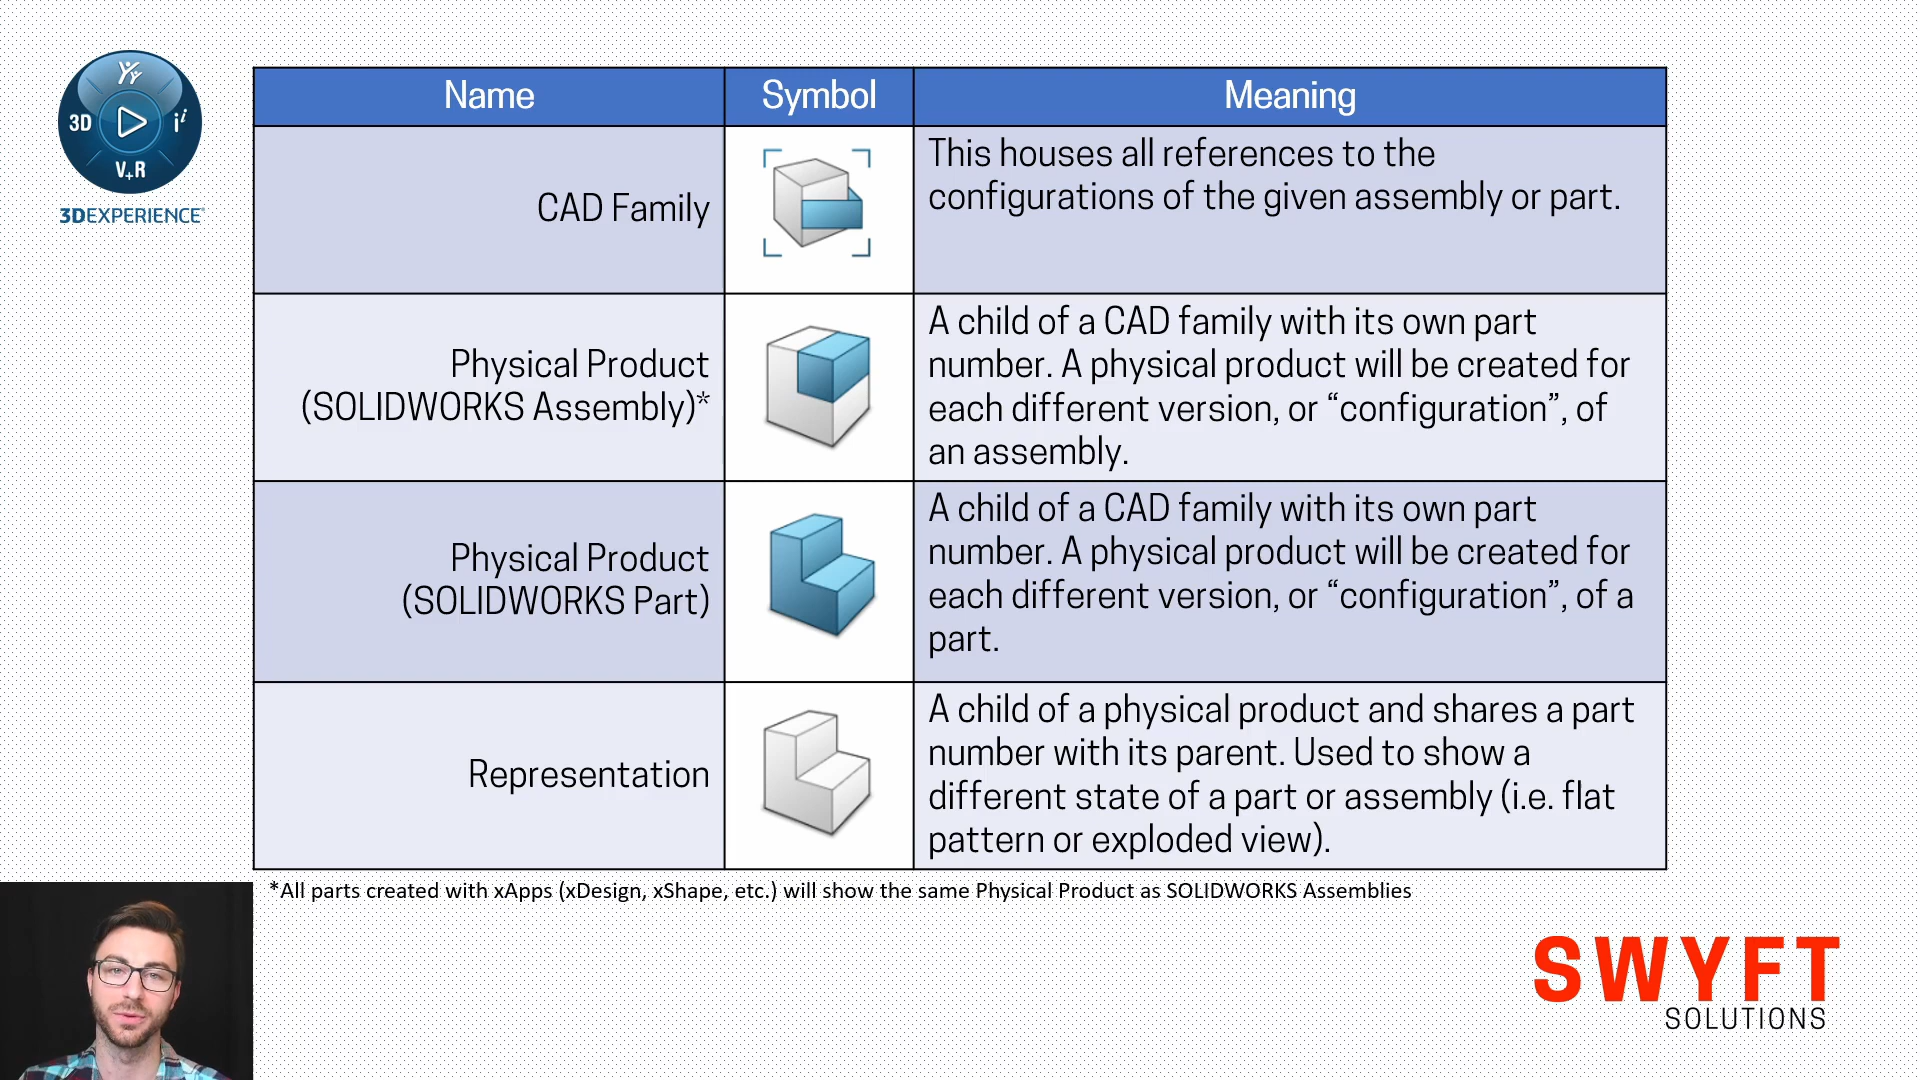 3D
V+R
i i
3DEXPERIENCE
Name Symbol Meaning
CAD Family
This houses all references to the
configurations of the given assembly or part.
Physical Product
(SOLIDWORKS Assembly)*
A child of a CAD family with its own part
number. A physical product will be created for
each different version, or “configuration”, of
an assembly.
Physical Product
(SOLIDWORKS Part)
A child of a CAD family with its own part
number. A physical product will be created for
each different version, or “configuration”, of a
part.
Representation
A child of a physical product and shares a part
number with its parent. Used to show a
different state of a part or assembly (i.e. flat
pattern or exploded view).
*All parts created with xApps (xDesign, xShape, etc.) will show the same Physical Product as SOLIDWORKS Assemblies
SWYFT
SOLUTIONS